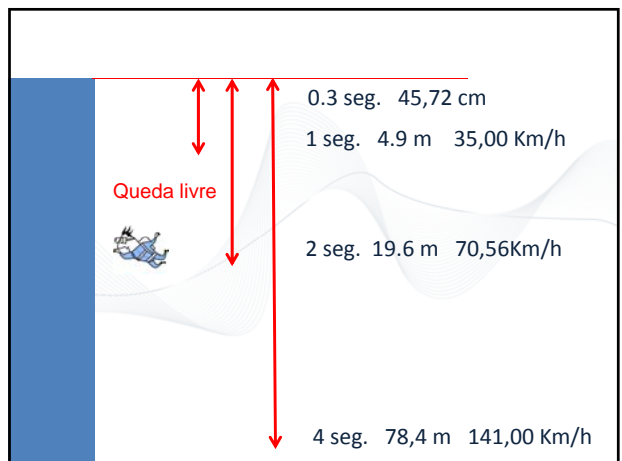 0.3 seg. 45,72 cm
1 seg. 4.9 m 35,00 Km/h
Queda livre
2 seg. 19.6 m 70,56Km/h
4 seg. 78,4 m 141,00 Km/h